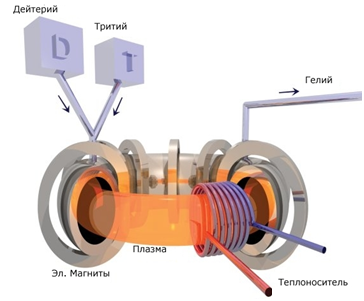 Дейтерий
Тритий
D
T
Гелий
Плазма
Эл. Магниты
Теплоноситель